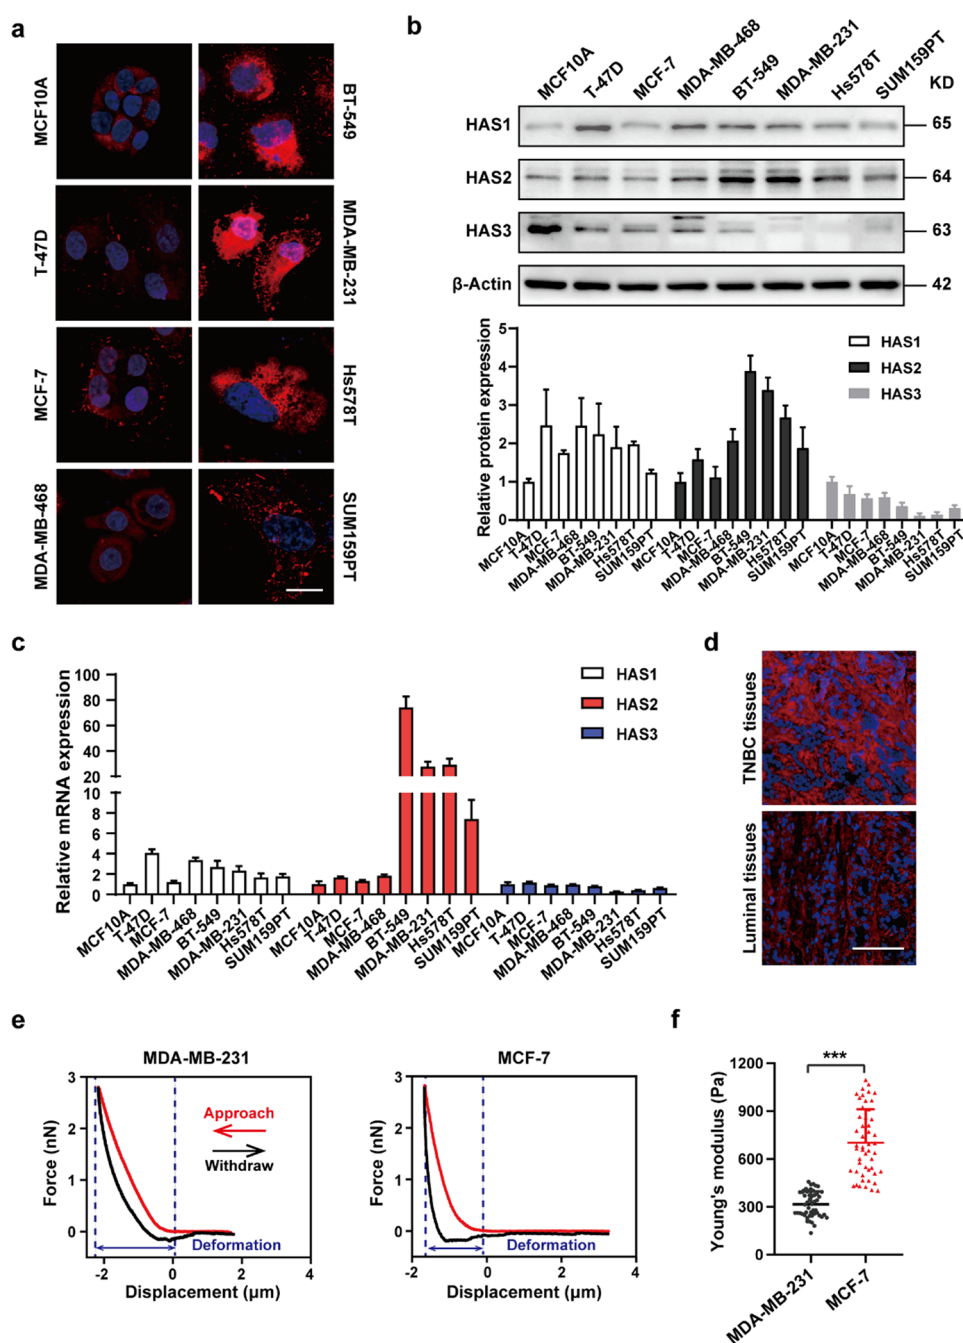 a
MCF10A
BT-549
T-47D
MDA-MB-231
MCF-7
Hs578T
MDA-MB-468
SUM159PT
b
MCF10A
T-47D
MCF-7
MDA-MB-468
BT-549
MDA-MB-231
Hs578T
SUM159PT
KD
HAS1
65
HAS2
64
HAS3
63
β-Actin
42
Relative protein expression
5
4
3
2
1
0
HAS1
HAS2
HAS3
MCF10A
T-47D
MCF-7
MDA-MB-468
BT-549
MDA-MB-231
Hs578T
SUM159PT
MCF10A
T-47D
MCF-7
MDA-MB-468
BT-549
MDA-MB-231
Hs578T
SUM159PT
MCF10A
T-47D
MCF-7
MDA-MB-468
BT-549
MDA-MB-231
Hs578T
SUM159PT
c
Relative mRNA expression
100
80
60
40
20
10
8
6
4
2
0
HAS1
HAS2
HAS3
MCF10A
T-47D
MCF-7
MDA-MB-468
BT-549
MDA-MB-231
Hs578T
SUM159PT
MCF10A
T-47D
MCF-7
MDA-MB-468
BT-549
MDA-MB-231
Hs578T
SUM159PT
MCF10A
T-47D
MCF-7
MDA-MB-468
BT-549
MDA-MB-231
Hs578T
SUM159PT
d
TNBC tissues
Luminal tissues
e
MDA-MB-231
Force (nN)
3
2
1
0
Approach
Withdraw
Deformation
-2 0 2 4
Displacement (μm)
MCF-7
Force (nN)
3
2
1
0
Deformation
-2 0 2 4
Displacement (μm)
f
Young's modulus (Pa)
1200
900
600
300
0
***
MDA-MB-231
MCF-7